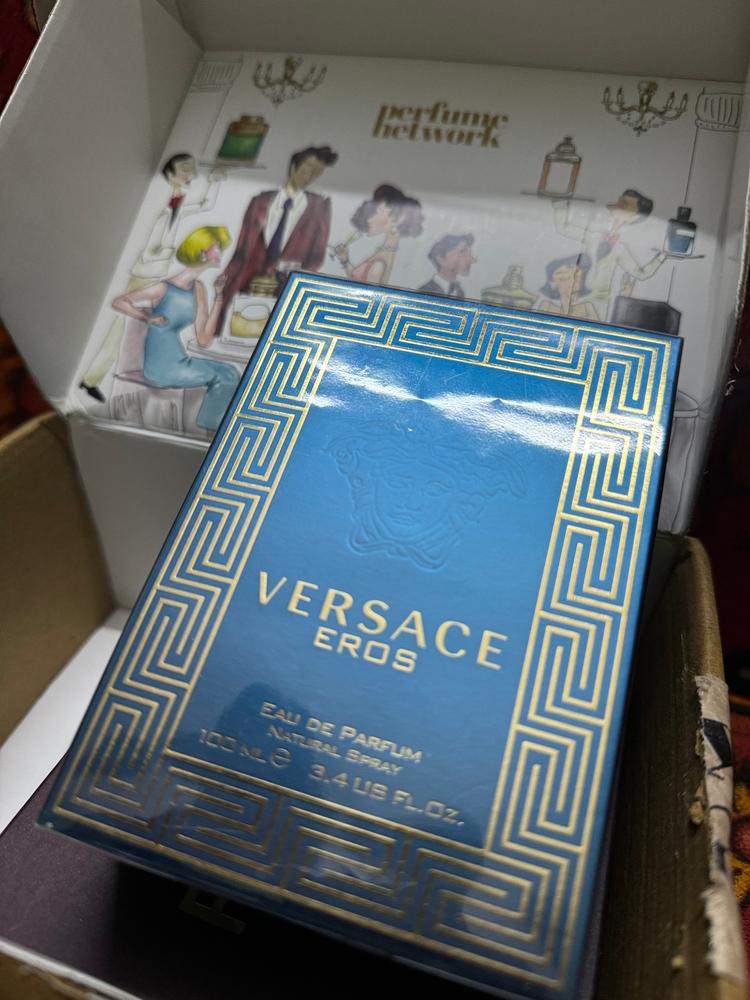 perfume
network
VERSACE
EROS
EAU DE PARFUM
NATURAL SPRAY
100 ML ℮ 3.4 US FL.OZ.